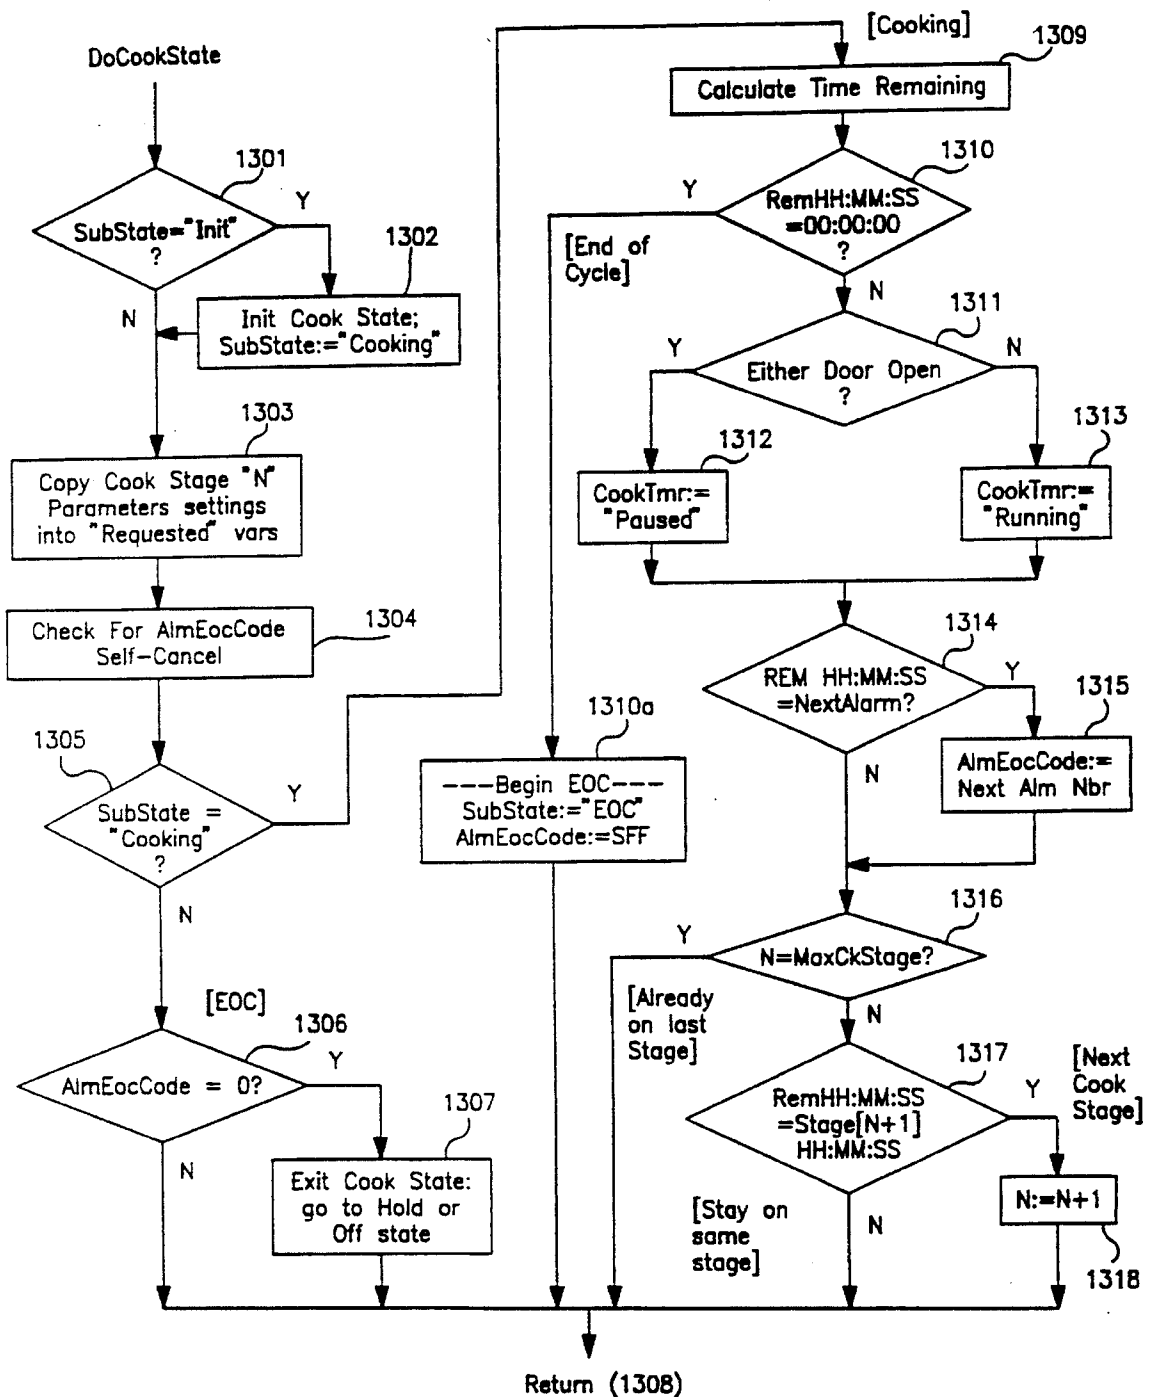 DoCookState
1301
SubState="Init"
?
Y
N
1302
Init Cook State;
SubState:="Cooking"
1303
Copy Cook Stage "N"
Parameters settings
into "Requested" vars
Check For AlmEocCode
Self-Cancel
1304
1305
SubState =
"Cooking"
?
Y
N
[EOC]
1306
AlmEocCode = 0?
Y
N
1307
Exit Cook State:
go to Hold or
Off state
[Cooking]
1309
Calculate Time Remaining
1310
RemHH:MM:SS
=00:00:00
?
Y
N
[End of
Cycle]
1310a
----Begin EOC---
SubState:="EOC"
AlmEocCode:=SFF
1311
Either Door Open
?
Y
N
1312
CookTmr:=
"Paused"
1313
CookTmr:=
"Running"
1314
REM HH:MM:SS
=NextAlarm?
Y
N
1315
AlmEocCode:=
Next Alm Nbr
1316
N=MaxCkStage?
Y
N
[Already
on last
Stage]
1317
RemHH:MM:SS
=Stage[N+1]
HH:MM:SS
Y
N
[Next
Cook
Stage]
[Stay on
same
stage]
N:=N+1
1318
Return (1308)